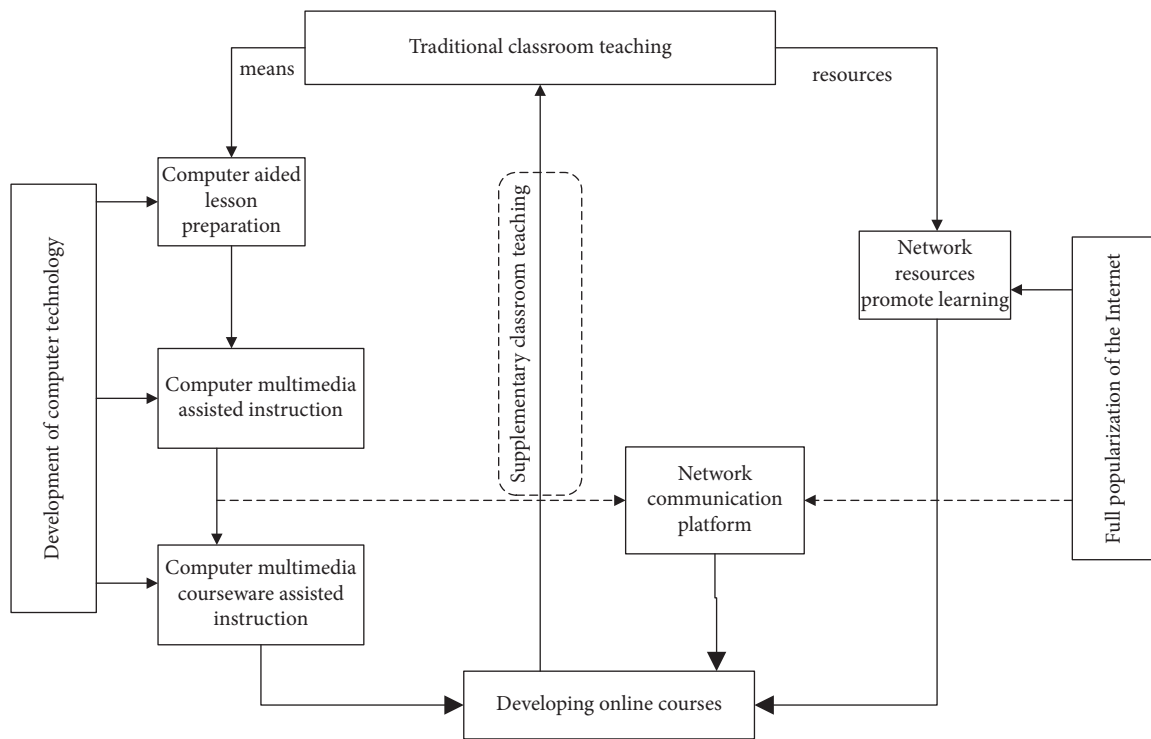 Traditional classroom teaching
means
resources
Computer aided
lesson
preparation
Development of computer technology
Supplementary classroom teaching
Network
resources
promote learning
Full popularization of the Internet
Computer multimedia
assisted instruction
Network
communication
platform
Computer multimedia
courseware assisted
instruction
Developing online courses